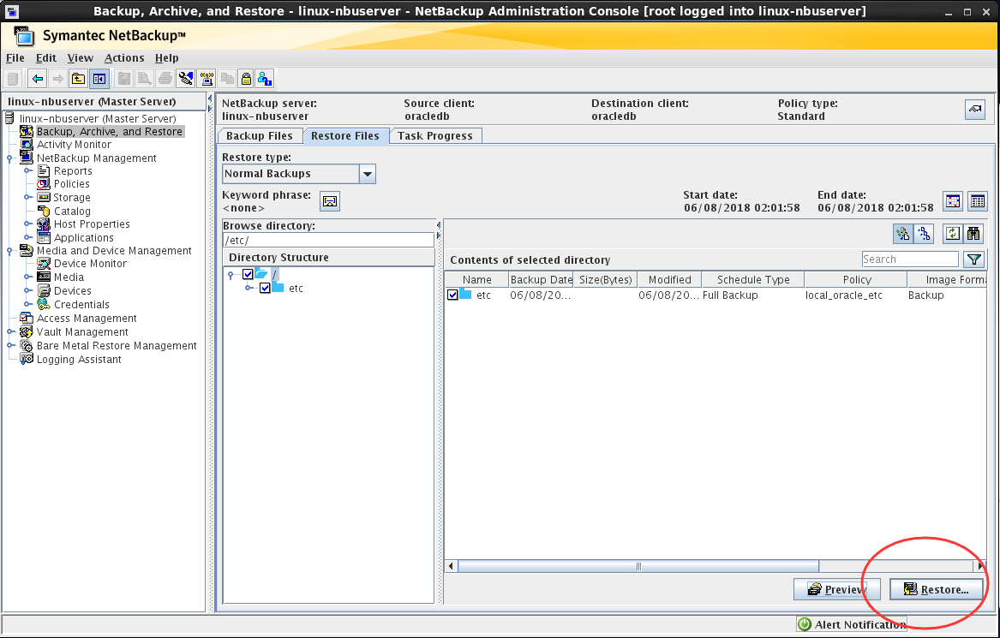 Backup, Archive, and Restore - linux-nbuserver - NetBackup Administration Console [root logged into linux-nbuserver]
Symantec NetBackup™
File Edit View Actions Help
linux-nbuserver (Master Server)
linux-nbuserver (Master Server)
Backup, Archive, and Restore
Activity Monitor
NetBackup Management
Reports
Policies
Storage
Catalog
Host Properties
Applications
Media and Device Management
Device Monitor
Media
Devices
Credentials
Access Management
Vault Management
Bare Metal Restore Management
Logging Assistant
NetBackup server: Source client: Destination client: Policy type:
linux-nbuserver oracledb oracledb Standard
Backup Files Restore Files Task Progress
Restore type:
Normal Backups
Keyword phrase: Start date: End date:
<none> 06/08/2018 02:01:58 06/08/2018 02:01:58
Browse directory:
/etc/
Directory Structure
/
etc
Contents of selected directory Search
Name Backup Date Size(Bytes) Modified Schedule Type Policy Image Forma
etc 06/08/20... 06/08/20... Full Backup local_oracle_etc Backup
Preview Restore...
Alert Notification